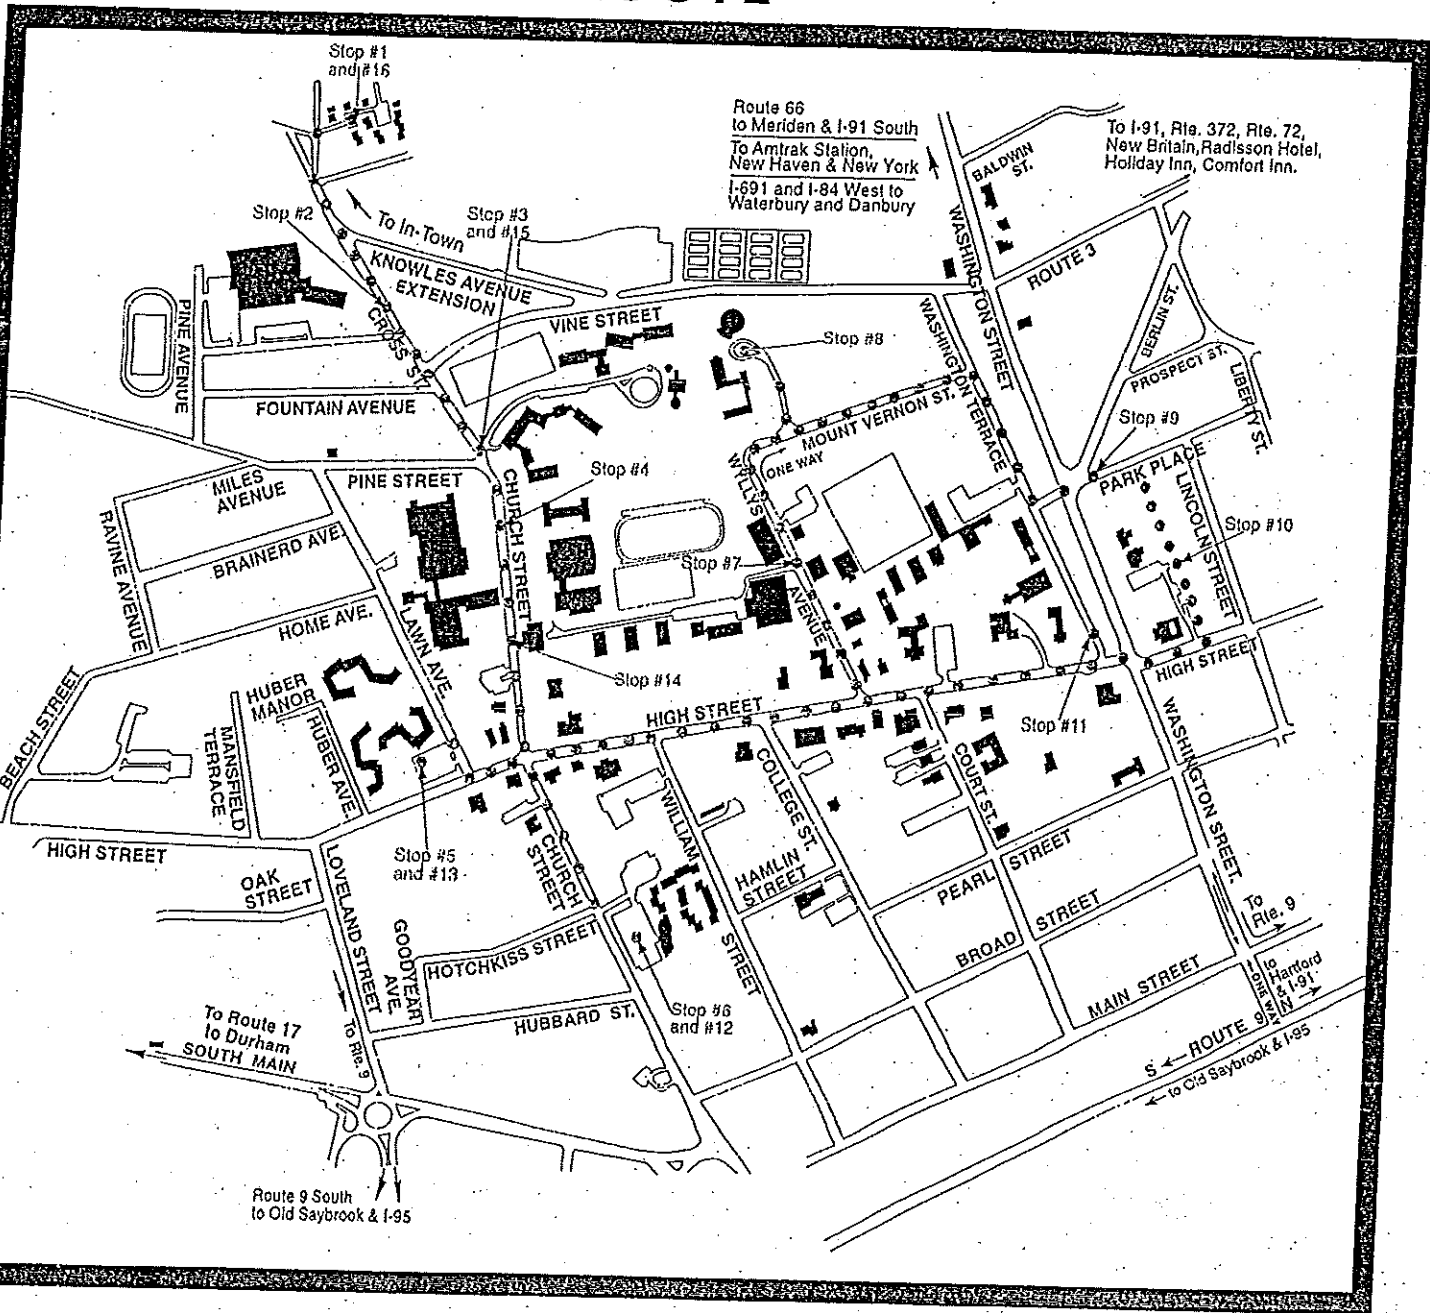 Stop #1
and #16
Route 66
to Meriden & I-91 South
To Amtrak Station,
New Haven & New York
I-691 and I-84 West to
Waterbury and Danbury
To I-91, Rte. 372, Rte. 72,
New Britain, Radisson Hotel,
Holiday Inn, Comfort Inn.
BALDWIN
ST.
Stop #2
To In-Town
Stop #3
and #15
KNOWLES AVENUE
EXTENSION
WASHINGTON STREET
ROUTE 3
PINE AVENUE
CROSS ST.
VINE STREET
Stop #8
WASHINGTON TERRACE
BERLIN ST.
PROSPECT ST.
LIBERTY ST.
FOUNTAIN AVENUE
MOUNT VERNON ST.
Stop #9
ONE WAY
PARK PLACE
MILES
AVENUE
PINE STREET
Stop #4
WYLLYS
AVENUE
LINCOLN STREET
Stop #10
RAVINE AVENUE
BRAINERD AVE.
CHURCH STREET
Stop #7
HOME AVE.
LAWN AVE.
HIGH STREET
Stop #14
BEACH STREET
HUBER
MANOR
HIGH STREET
Stop #11
MANSFIELD
TERRACE
HUBER AVE.
COLLEGE ST.
COURT ST.
WASHINGTON SREET.
HIGH STREET
Stop #5
and #13
CHURCH
STREET
WILLIAM
STREET
HAMLIN
STREET
PEARL
STREET
OAK
STREET
LOVELAND STREET
GOODYEAR
AVE.
HOTCHKISS STREET
BROAD
STREET
To
Rte. 9
to
Hartford
& I-91
ONE WAY
N
MAIN STREET
To Route 17
to Durham
SOUTH MAIN
To Rte. 9
HUBBARD ST.
Stop #6
and #12
S
ROUTE 9
to Old Saybrook & I-95
Route 9 South
to Old Saybrook & I-95